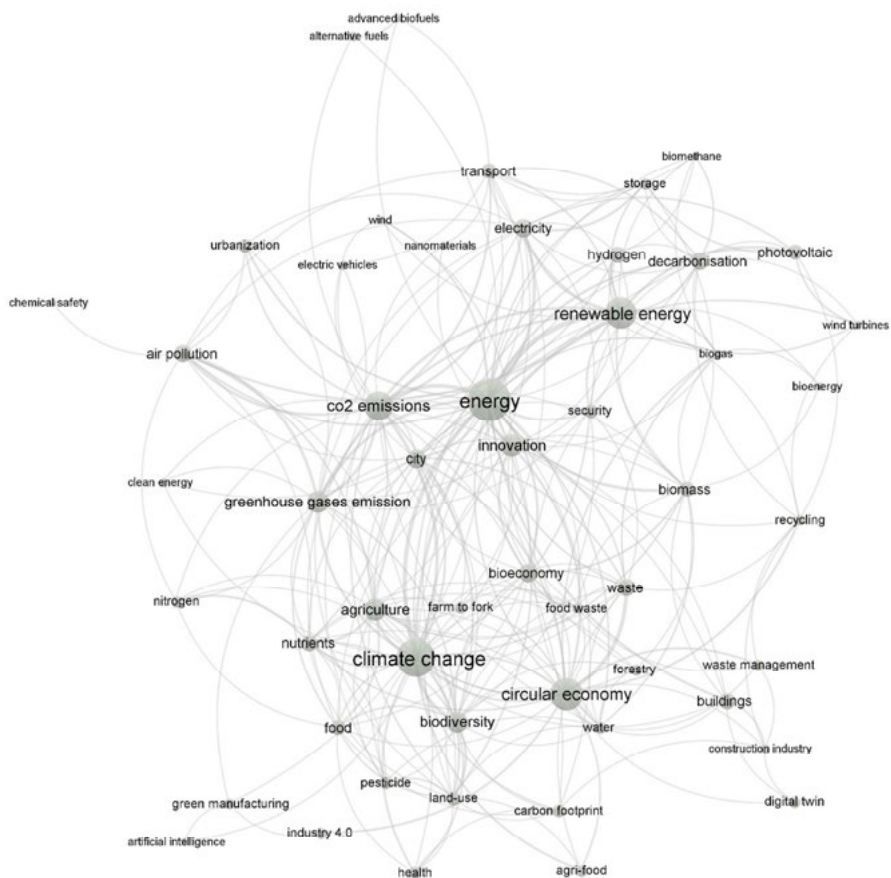 advanced biofuels
alternative fuels
biomethane
transport
storage
wind
electricity
urbanization
nanomaterials
hydrogen
photovoltaic
electric vehicles
decarbonisation
chemical safety
renewable energy
wind turbines
air pollution
biogas
bioenergy
co2 emissions
energy
security
innovation
city
clean energy
greenhouse gases emission
biomass
recycling
bioeconomy
waste
nitrogen
agriculture
farm to fork
food waste
nutrients
climate change
forestry
waste management
circular economy
buildings
food
biodiversity
water
construction industry
pesticide
land-use
carbon footprint
digital twin
green manufacturing
industry 4.0
artificial intelligence
health
agri-food